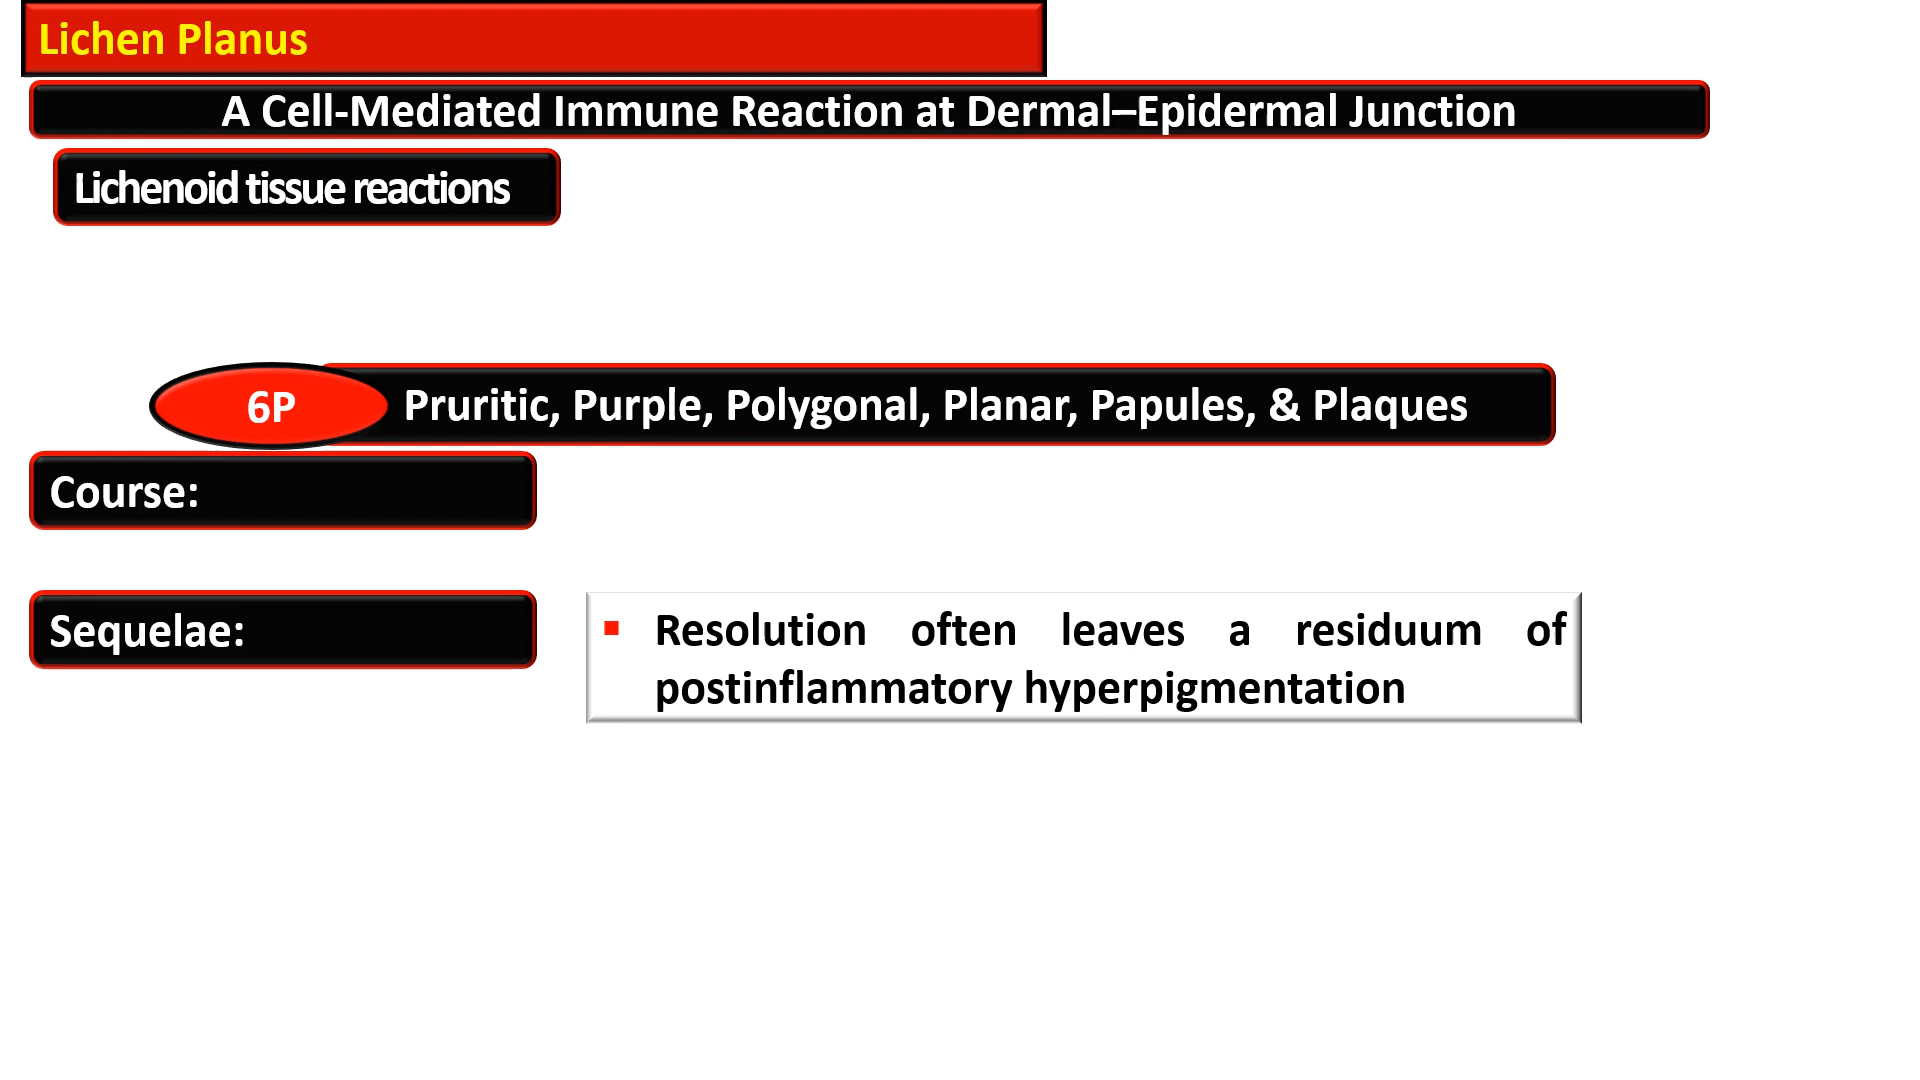 Lichen Planus
A Cell-Mediated Immune Reaction at Dermal–Epidermal Junction
Lichenoid tissue reactions
6P
Pruritic, Purple, Polygonal, Planar, Papules, & Plaques
Course:
Sequelae:
▪ Resolution often leaves a residuum of
postinflammatory hyperpigmentation